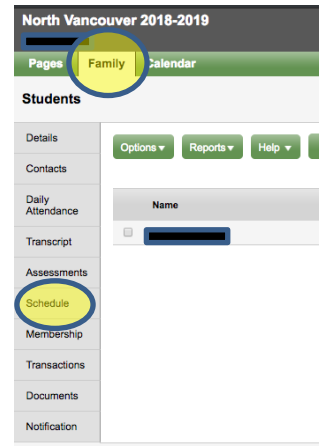 North Vancouver 2018-2019
Pages Family Calendar
Students
Details
Contacts
Daily
Attendance
Transcript
Assessments
Schedule
Membership
Transactions
Documents
Notification
Options Reports Help
Name